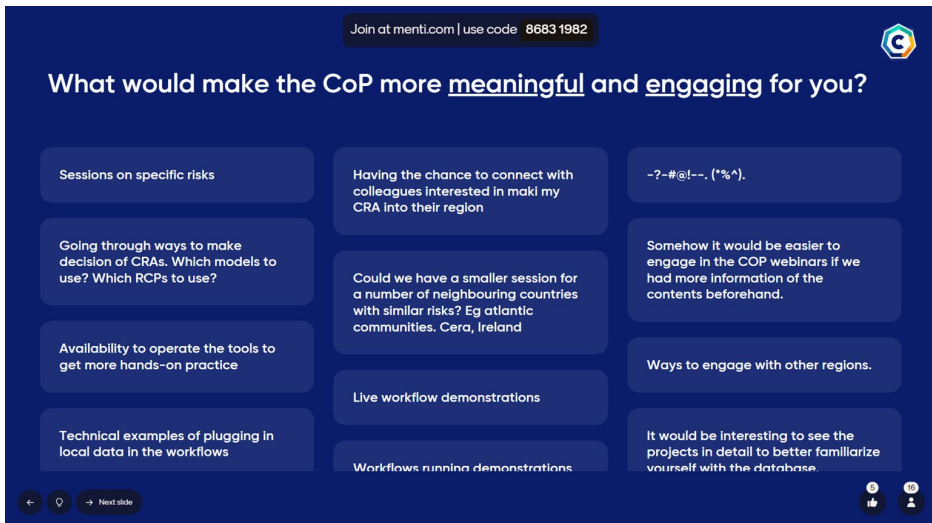 Join at menti.com | use code 8683 1982
C
What would make the CoP more meaningful and engaging for you?
Sessions on specific risks
Going through ways to make
decision of CRAs. Which models to
use? Which RCPs to use?
Availability to operate the tools to
get more hands-on practice
Technical examples of plugging in
local data in the workflows
Having the chance to connect with
colleagues interested in maki my
CRA into their region
Could we have a smaller session for
a number of neighbouring countries
with similar risks? Eg atlantic
communities. Cera, Ireland
Live workflow demonstrations
Workflows running demonstrations
-?-#@!--. (*%^).
Somehow it would be easier to
engage in the COP webinars if we
had more information of the
contents beforehand.
Ways to engage with other regions.
It would be interesting to see the
projects in detail to better familiarize
yourself with the database.
Next slide
5
16